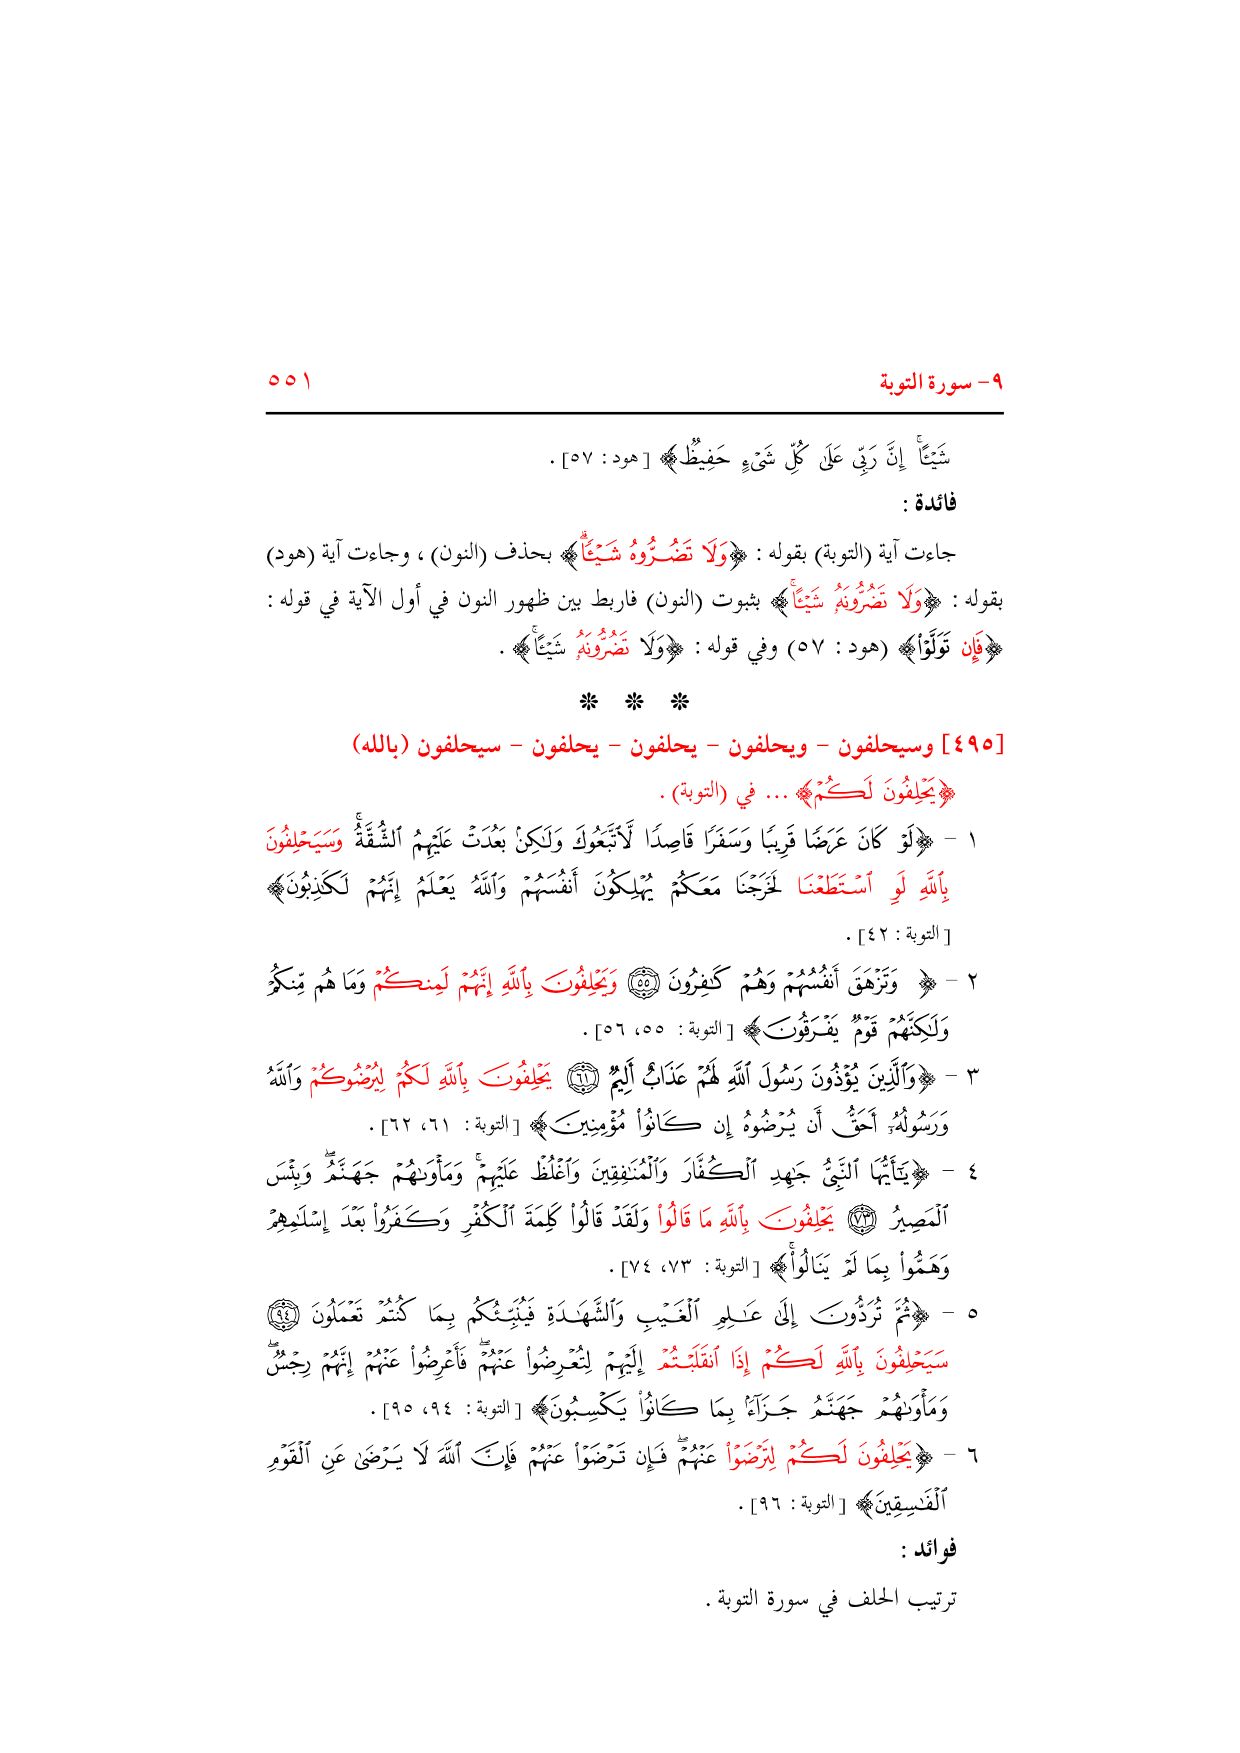 ٩- سورة التوبة ٥٥١
شَيْـًٔاۚ إِنَّ رَبِّى عَلَىٰ كُلِّ شَىْءٍ حَفِيظٌ﴾ [هود: ٥٧].
فائدة :
جاءت آية (التوبة) بقوله : ﴿وَلَا تَضُرُّوهُ شَيْـًٔاۗ﴾ بحذف (النون) ، وجاءت آية (هود)
بقوله : ﴿وَلَا تَضُرُّونَهُۥ شَيْـًٔاۚ﴾ بثبوت (النون) فاربط بين ظهور النون في أول الآية في قوله :
﴿فَإِن تَوَلَّوْا۟﴾ (هود: ٥٧) وفي قوله : ﴿وَلَا تَضُرُّونَهُۥ شَيْـًٔاۚ﴾ .
❊ ❊ ❊
[٤٩٥] وسيحلفون - ويحلفون - يحلفون - يحلفون - سيحلفون (بالله)
﴿يَحْلِفُونَ لَكُمْ﴾ ... في (التوبة) .
١ - ﴿لَوْ كَانَ عَرَضًا قَرِيبًا وَسَفَرًا قَاصِدًا لَّٱتَّبَعُوكَ وَلَـٰكِنۢ بَعُدَتْ عَلَيْهِمُ ٱلشُّقَّةُۚ وَسَيَحْلِفُونَ
بِٱللَّهِ لَوِ ٱسْتَطَعْنَا لَخَرَجْنَا مَعَكُمْ يُهْلِكُونَ أَنفُسَهُمْ وَٱللَّهُ يَعْلَمُ إِنَّهُمْ لَكَـٰذِبُونَ﴾
[التوبة: ٤٢] .
٢ - ﴿ وَتَزْهَقَ أَنفُسُهُمْ وَهُمْ كَـٰفِرُونَ ۝٥٥ وَيَحْلِفُونَ بِٱللَّهِ إِنَّهُمْ لَمِنكُمْ وَمَا هُم مِّنكُمْ
وَلَـٰكِنَّهُمْ قَوْمٌ يَفْرَقُونَ﴾ [التوبة: ٥٥، ٥٦] .
٣ - ﴿وَٱلَّذِينَ يُؤْذُونَ رَسُولَ ٱللَّهِ لَهُمْ عَذَابٌ أَلِيمٌ ۝٦١ يَحْلِفُونَ بِٱللَّهِ لَكُمْ لِيُرْضُوكُمْ وَٱللَّهُ
وَرَسُولُهُۥٓ أَحَقُّ أَن يُرْضُوهُ إِن كَانُوا۟ مُؤْمِنِينَ﴾ [التوبة: ٦١، ٦٢] .
٤ - ﴿يَـٰٓأَيُّهَا ٱلنَّبِىُّ جَـٰهِدِ ٱلْكُفَّارَ وَٱلْمُنَـٰفِقِينَ وَٱغْلُظْ عَلَيْهِمْۚ وَمَأْوَىٰهُمْ جَهَنَّمُۖ وَبِئْسَ
ٱلْمَصِيرُ ۝٧٣ يَحْلِفُونَ بِٱللَّهِ مَا قَالُوا۟ وَلَقَدْ قَالُوا۟ كَلِمَةَ ٱلْكُفْرِ وَكَفَرُوا۟ بَعْدَ إِسْلَـٰمِهِمْ
وَهَمُّوا۟ بِمَا لَمْ يَنَالُوا۟ۚ﴾ [التوبة: ٧٣، ٧٤] .
٥ - ﴿ثُمَّ تُرَدُّونَ إِلَىٰ عَـٰلِمِ ٱلْغَيْبِ وَٱلشَّهَـٰدَةِ فَيُنَبِّئُكُم بِمَا كُنتُمْ تَعْمَلُونَ ۝٩٤
سَيَحْلِفُونَ بِٱللَّهِ لَكُمْ إِذَا ٱنقَلَبْتُمْ إِلَيْهِمْ لِتُعْرِضُوا۟ عَنْهُمْۖ فَأَعْرِضُوا۟ عَنْهُمْ إِنَّهُمْ رِجْسٌۖ
وَمَأْوَىٰهُمْ جَهَنَّمُ جَزَآءًۢ بِمَا كَانُوا۟ يَكْسِبُونَ﴾ [التوبة: ٩٤، ٩٥] .
٦ - ﴿يَحْلِفُونَ لَكُمْ لِتَرْضَوْا۟ عَنْهُمْۖ فَإِن تَرْضَوْا۟ عَنْهُمْ فَإِنَّ ٱللَّهَ لَا يَرْضَىٰ عَنِ ٱلْقَوْمِ
ٱلْفَـٰسِقِينَ﴾ [التوبة: ٩٦] .
فوائد :
ترتيب الحلف في سورة التوبة .